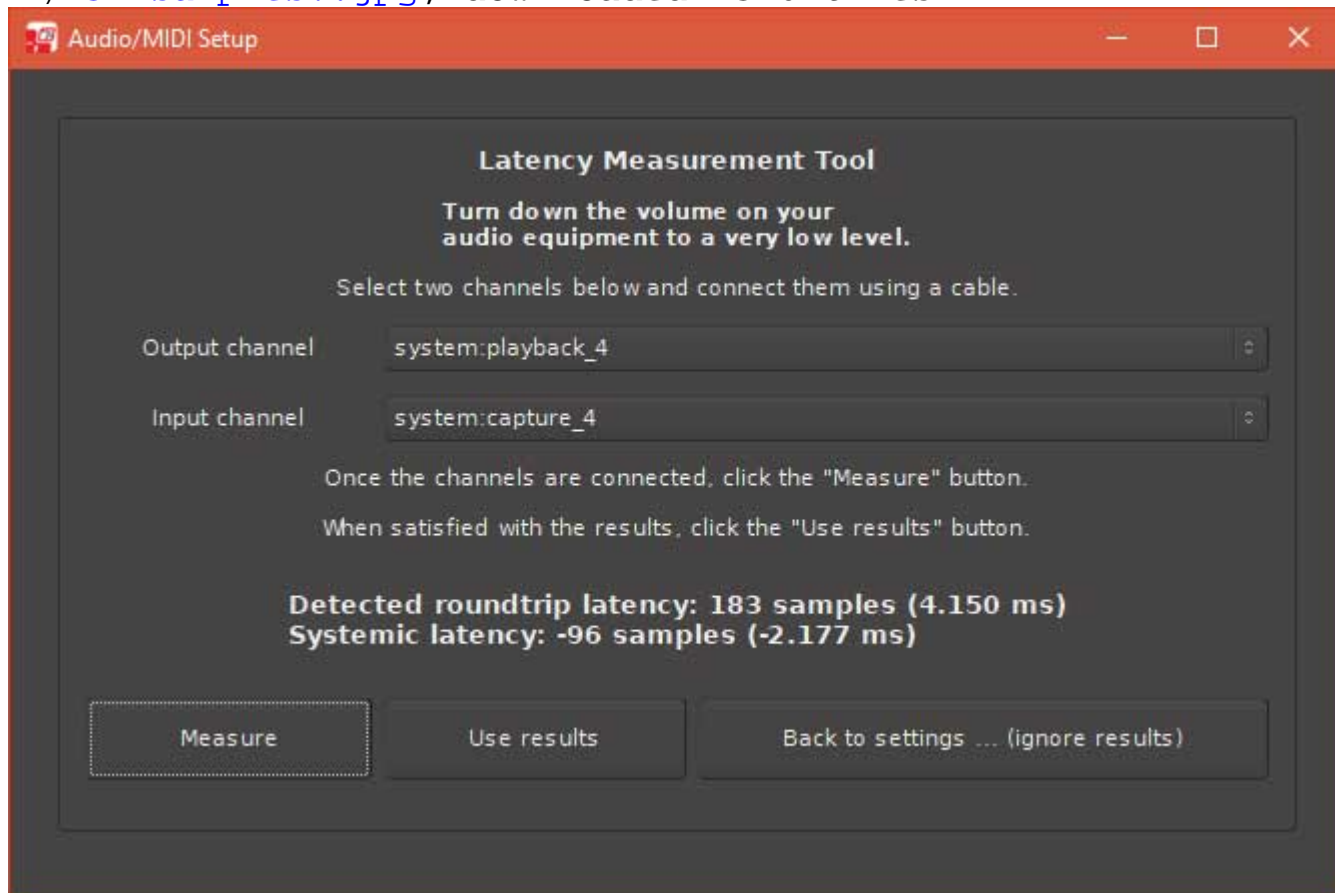 Audio/MIDI Setup
Latency Measurement Tool
Turn down the volume on your
audio equipment to a very low level.
Select two channels below and connect them using a cable.
Output channel system:playback_4
Input channel system:capture_4
Once the channels are connected, click the "Measure" button.
When satisfied with the results, click the "Use results" button.
Detected roundtrip latency: 183 samples (4.150 ms)
Systemic latency: -96 samples (-2.177 ms)
Measure Use results Back to settings ... (ignore results)